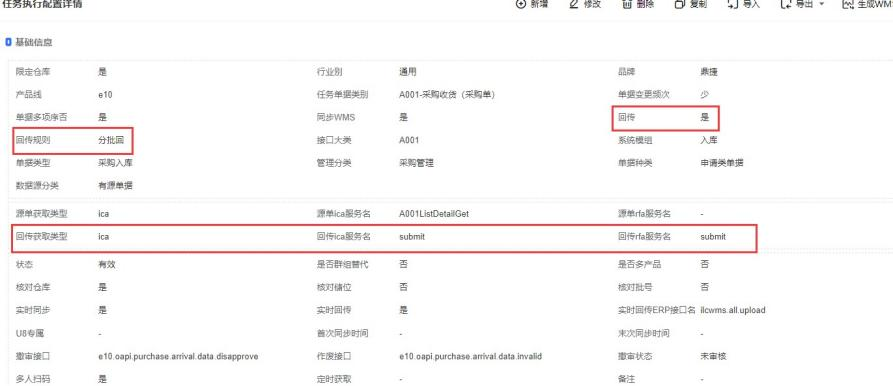 任务执行配置详情 新增 修改 删除 复制 导入 导出 生成WMS
基础信息
限定仓库 是 行业别 通用 品牌 鼎捷
产品线 e10 任务单据类别 A001-采购收货（采购单） 单据变更频次 少
单据多项序否 是 同步WMS 是 回传 是
回传规则 分批回 接口大类 A001 系统模组 入库
单据类型 采购入库 管理分类 采购管理 单据种类 申请类单据
数据源分类 有源单据
源单获取类型 ica 源单ica服务名 A001ListDetailGet 源单rfa服务名 -
回传获取类型 ica 回传ica服务名 submit 回传rfa服务名 submit
状态 有效 是否群组替代 否 是否多产品 否
核对仓库 是 核对储位 否 核对批号 否
实时同步 是 实时回传 是 实时回传ERP接口名 ilcwms.all.upload
U8专属 - 首次同步时间 - 末次同步时间 -
撤审接口 e10.oapi.purchase.arrival.data.disapprove 作废接口 e10.oapi.purchase.arrival.data.invalid 撤审状态 未审核
多人扫码 是 定时获取 - 备注 -